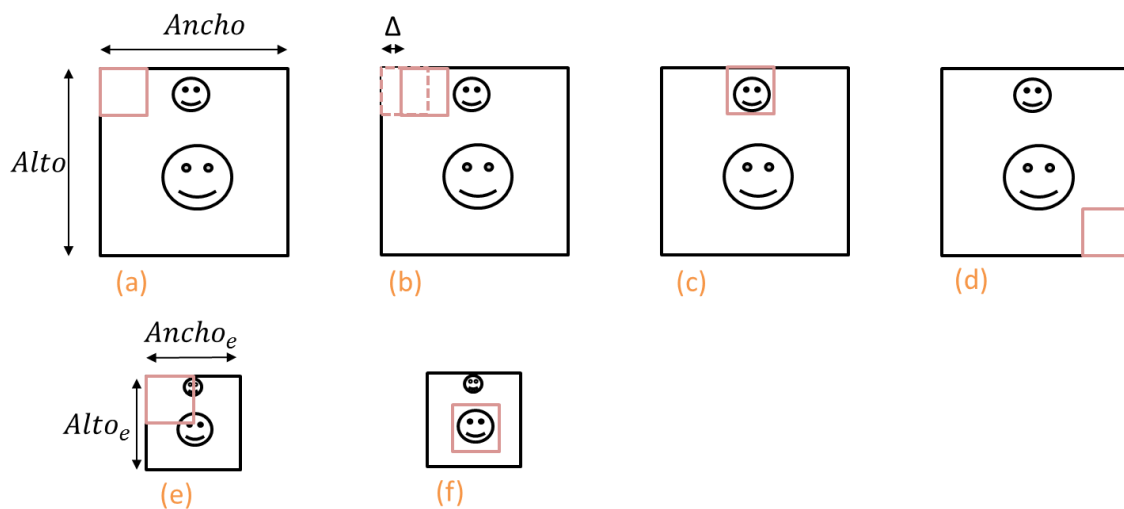 Ancho
Δ
Alto
(a)
(b)
(c)
(d)
Ancho_e
Alto_e
(e)
(f)